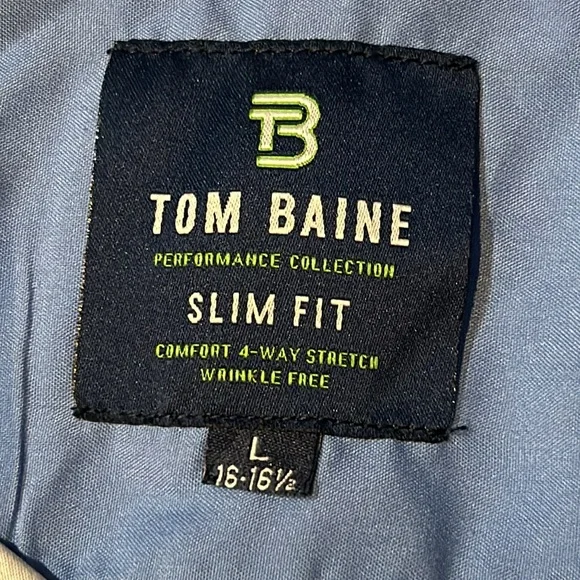 TB
TOM BAINE
PERFORMANCE COLLECTION
SLIM FIT
COMFORT 4-WAY STRETCH
WRINKLE FREE
L
16-16½